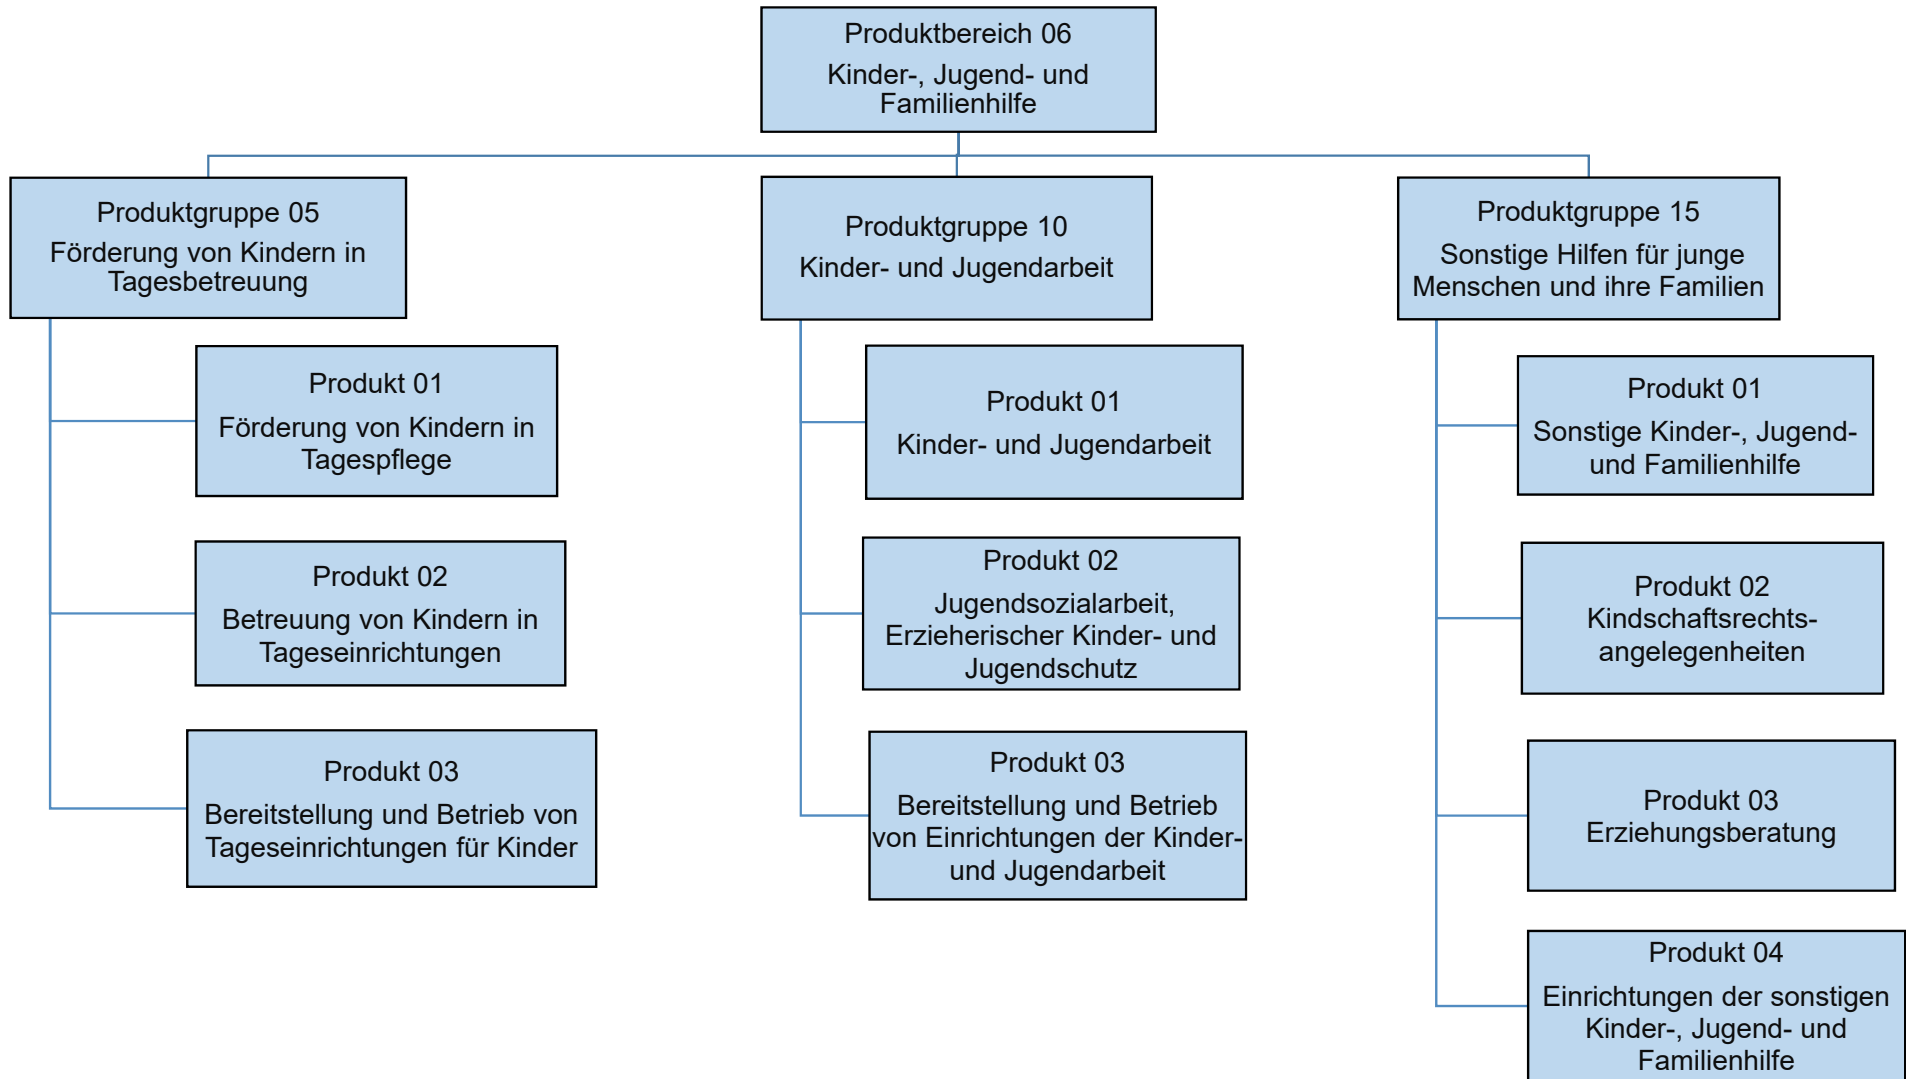 Produktbereich 06
Kinder-, Jugend- und
Familienhilfe
Produktgruppe 05
Förderung von Kindern in
Tagesbetreuung
Produkt 01
Förderung von Kindern in
Tagespflege
Produkt 02
Betreuung von Kindern in
Tageseinrichtungen
Produkt 03
Bereitstellung und Betrieb von
Tageseinrichtungen für Kinder
Produktgruppe 10
Kinder- und Jugendarbeit
Produkt 01
Kinder- und Jugendarbeit
Produkt 02
Jugendsozialarbeit,
Erzieherischer Kinder- und
Jugendschutz
Produkt 03
Bereitstellung und Betrieb
von Einrichtungen der Kinder-
und Jugendarbeit
Produktgruppe 15
Sonstige Hilfen für junge
Menschen und ihre Familien
Produkt 01
Sonstige Kinder-, Jugend-
und Familienhilfe
Produkt 02
Kindschaftsrechts-
angelegenheiten
Produkt 03
Erziehungsberatung
Produkt 04
Einrichtungen der sonstigen
Kinder-, Jugend- und
Familienhilfe